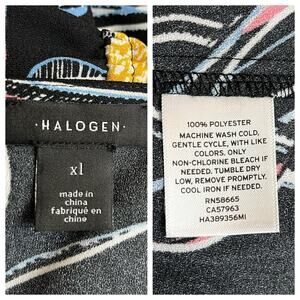 ·HALOGEN·
xl
made in
china
fabriqué en
chine
100% POLYESTER
MACHINE WASH COLD,
GENTLE CYCLE, WITH LIKE
COLORS. ONLY
NON-CHLORINE BLEACH IF
NEEDED. TUMBLE DRY
LOW, REMOVE PROMPTLY.
COOL IRON IF NEEDED.
RN58665
CA57963
HA389356MI